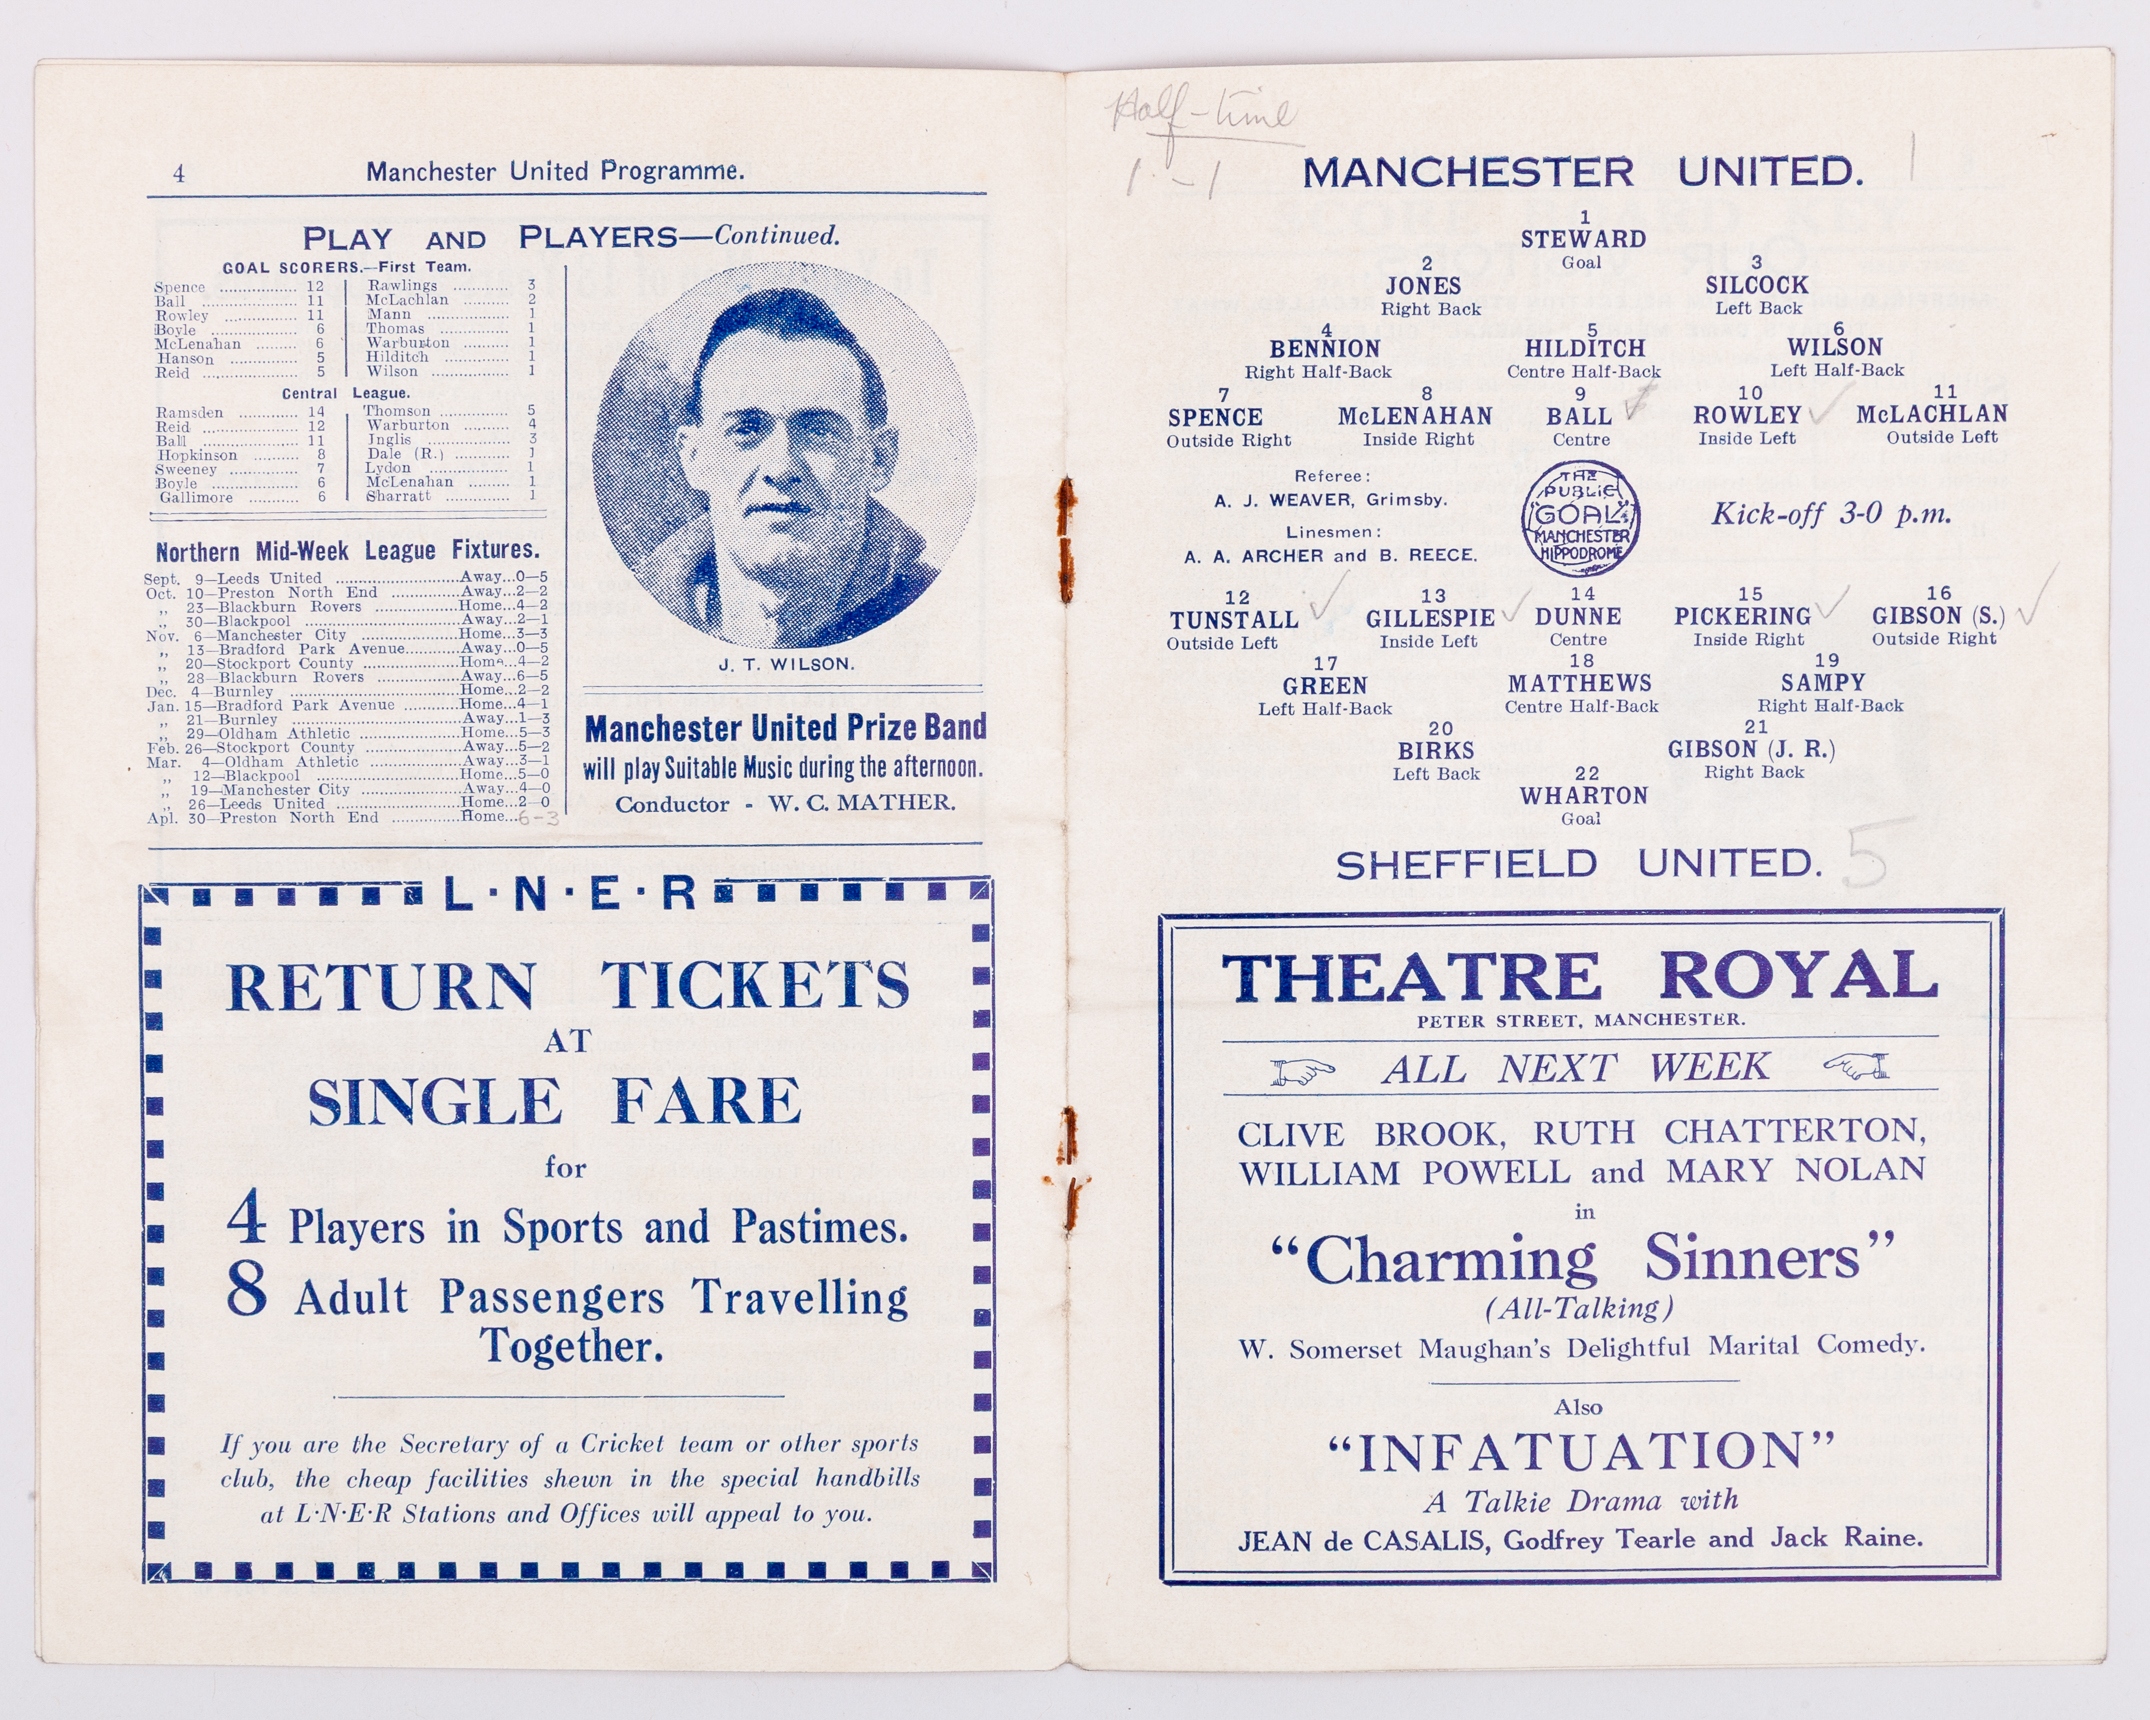 4
Manchester United Programme.
PLAY AND PLAYERS—Continued.
GOAL SCORERS.—First Team.
Spence ............... 12
Ball ............... 11
Rowley ............... 11
Boyle ............... 6
McLenahan ......... 6
Hanson ............ 5
Reid ............... 5
Rawlings ............ 3
McLachlan ......... 2
Mann ............... 1
Thomas ............ 1
Warburton ......... 1
Hilditch ............ 1
Wilson ............... 1
Central League.
Ramsden ............ 14
Reid ............... 12
Ball ............... 11
Hopkinson ......... 8
Sweeney ............ 7
Boyle ............... 6
Gallimore ......... 6
Thomson ............ 5
Warburton ......... 4
Inglis ............... 3
Dale (R.) ............ 1
Lydon ............... 1
McLenahan ......... 1
Sharratt ............ 1
Northern Mid-Week League Fixtures.
Sept. 9—Leeds United ............Away...0—5
Oct. 10—Preston North End ............Away...2—2
,, 23—Blackburn Rovers ............Home...4—2
,, 30—Blackpool ............Away...2—1
Nov. 6—Manchester City ............Home...3—3
,, 13—Bradford Park Avenue............Away...0—5
,, 20—Stockport County ............Home...4—2
,, 28—Blackburn Rovers ............Away...6—5
Dec. 4—Burnley ............Home...2—2
Jan. 15—Bradford Park Avenue ............Home...4—1
,, 21—Burnley ............Away...1—3
,, 29—Oldham Athletic ............Home...5—3
Feb. 26—Stockport County ............Away...5—2
Mar. 4—Oldham Athletic ............Away...3—1
,, 12—Blackpool ............Home...5—0
,, 19—Manchester City ............Away...4—0
,, 26—Leeds United ............Home...2—0
Apl. 30—Preston North End ............Home...6-3
J. T. WILSON.
Manchester United Prize Band
will play Suitable Music during the afternoon.
Conductor - W. C. MATHER.
L·N·E·R
RETURN TICKETS
AT
SINGLE FARE
for
4 Players in Sports and Pastimes.
8 Adult Passengers Travelling
Together.
If you are the Secretary of a Cricket team or other sports
club, the cheap facilities shewn in the special handbills
at L·N·E·R Stations and Offices will appeal to you.
Half-time
1-1
MANCHESTER UNITED. 1
1
STEWARD
Goal
2 3
JONES SILCOCK
Right Back Left Back
4 5 6
BENNION HILDITCH WILSON
Right Half-Back Centre Half-Back Left Half-Back
7 8 9 10 11
SPENCE McLENAHAN BALL ROWLEY McLACHLAN
Outside Right Inside Right Centre Inside Left Outside Left
Referee:
A. J. WEAVER, Grimsby.
Linesmen:
A. A. ARCHER and B. REECE.
THE
PUBLIC
GOAL
MANCHESTER
HIPPODROME
Kick-off 3-0 p.m.
12 13 14 15 16
TUNSTALL GILLESPIE DUNNE PICKERING GIBSON (S.)
Outside Left Inside Left Centre Inside Right Outside Right
17 18 19
GREEN MATTHEWS SAMPY
Left Half-Back Centre Half-Back Right Half-Back
20 21
BIRKS GIBSON (J. R.)
Left Back Right Back
22
WHARTON
Goal
SHEFFIELD UNITED. 5
THEATRE ROYAL
PETER STREET, MANCHESTER.
ALL NEXT WEEK
CLIVE BROOK, RUTH CHATTERTON,
WILLIAM POWELL and MARY NOLAN
in
"Charming Sinners"
(All-Talking)
W. Somerset Maughan's Delightful Marital Comedy.
Also
"INFATUATION"
A Talkie Drama with
JEAN de CASALIS, Godfrey Tearle and Jack Raine.